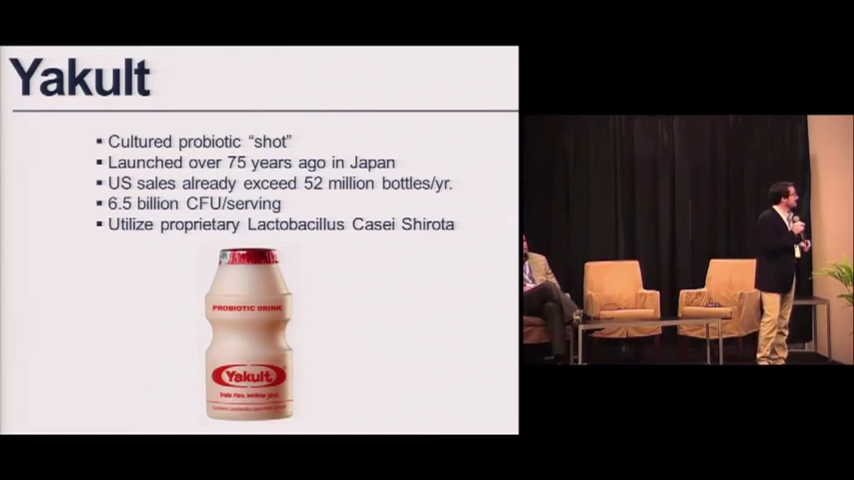 Yakult
▪ Cultured probiotic “shot”
▪ Launched over 75 years ago in Japan
▪ US sales already exceed 52 million bottles/yr.
▪ 6.5 billion CFU/serving
▪ Utilize proprietary Lactobacillus Casei Shirota
PROBIOTIC DRINK
Yakult